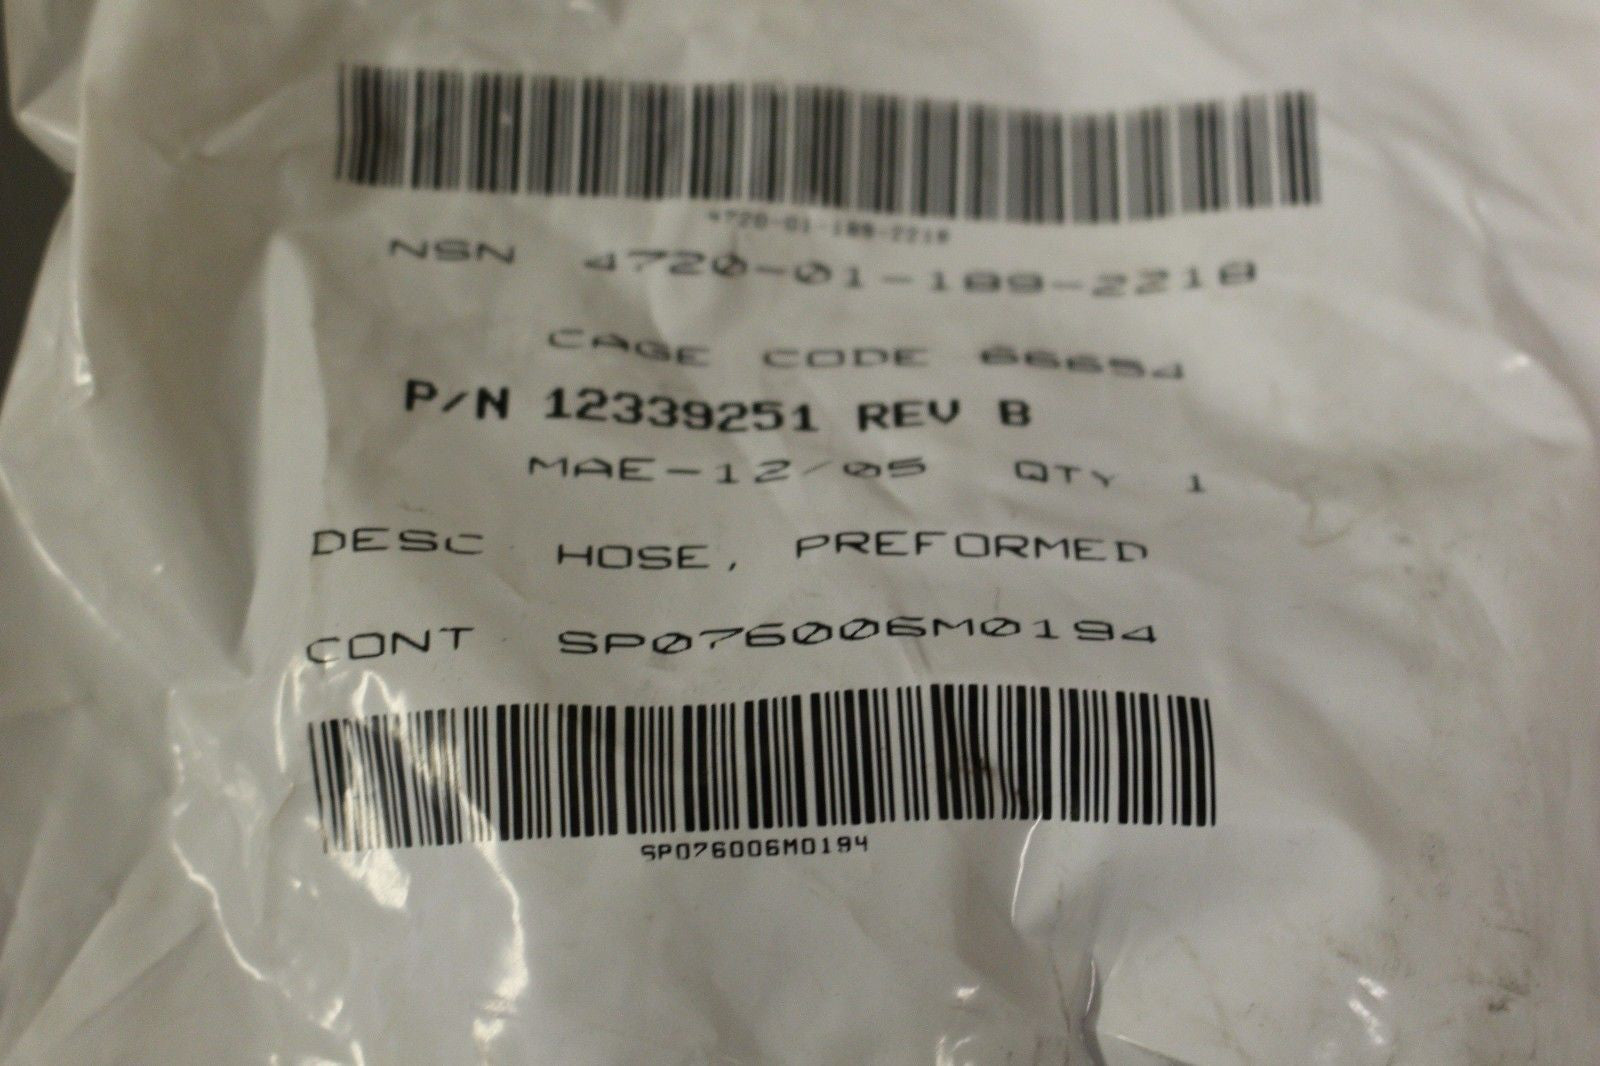 4720-01-189-2218
NSN 4720-01-189-2218
CAGE CODE 66654
P/N 12339251 REV B
MAE-12/05 QTY 1
DESC HOSE, PREFORMED
CONT SP076006M0194
SP076006M0194